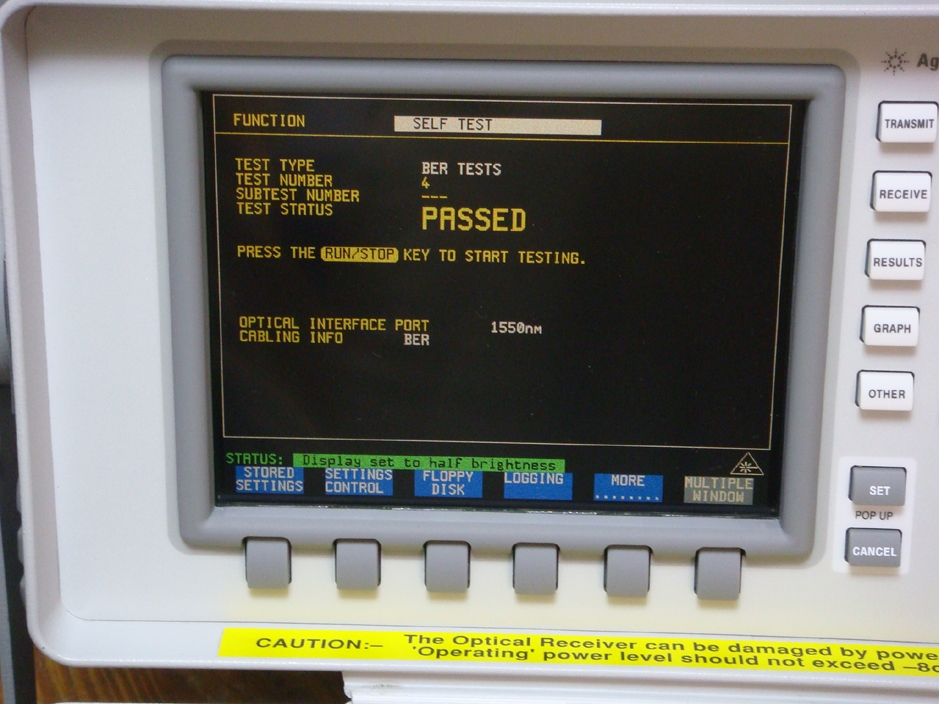 Ag
FUNCTION SELF TEST
TEST TYPE BER TESTS
TEST NUMBER 4
SUBTEST NUMBER ---
TEST STATUS PASSED
PRESS THE RUN/STOP KEY TO START TESTING.
OPTICAL INTERFACE PORT 1550nm
CABLING INFO BER
STATUS: Display set to half brightness
STORED SETTINGS
SETTINGS CONTROL
FLOPPY DISK
LOGGING
MORE ........
MULTIPLE WINDOW
TRANSMIT
RECEIVE
RESULTS
GRAPH
OTHER
SET
POP UP
CANCEL
CAUTION:– The Optical Receiver can be damaged by powe
'Operating' power level should not exceed –8d